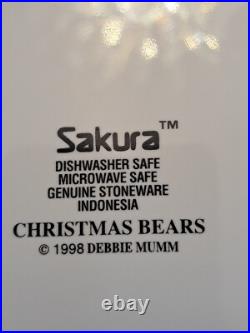 Sakura™
DISHWASHER SAFE
MICROWAVE SAFE
GENUINE STONEWARE
INDONESIA
CHRISTMAS BEARS
© 1998 DEBBIE MUMM